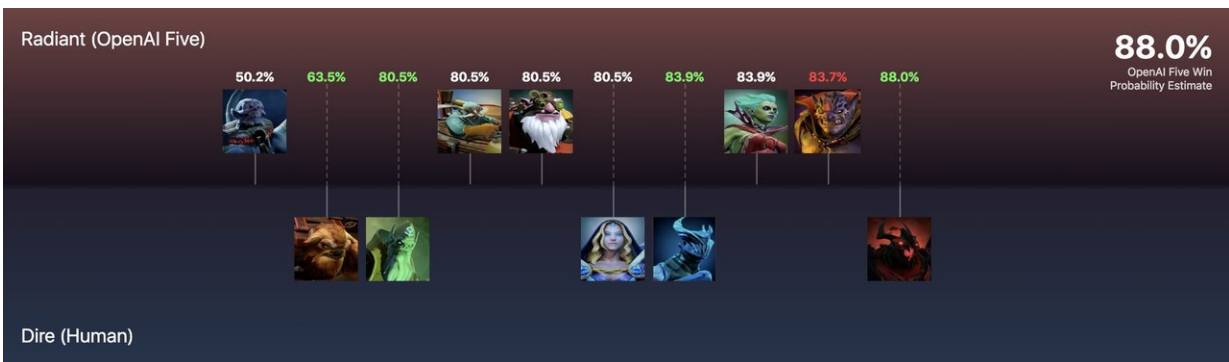 Radiant (OpenAI Five)
88.0%
OpenAI Five Win
Probability Estimate
50.2% 63.5% 80.5% 80.5% 80.5% 80.5% 83.9% 83.9% 83.7% 88.0%
Dire (Human)